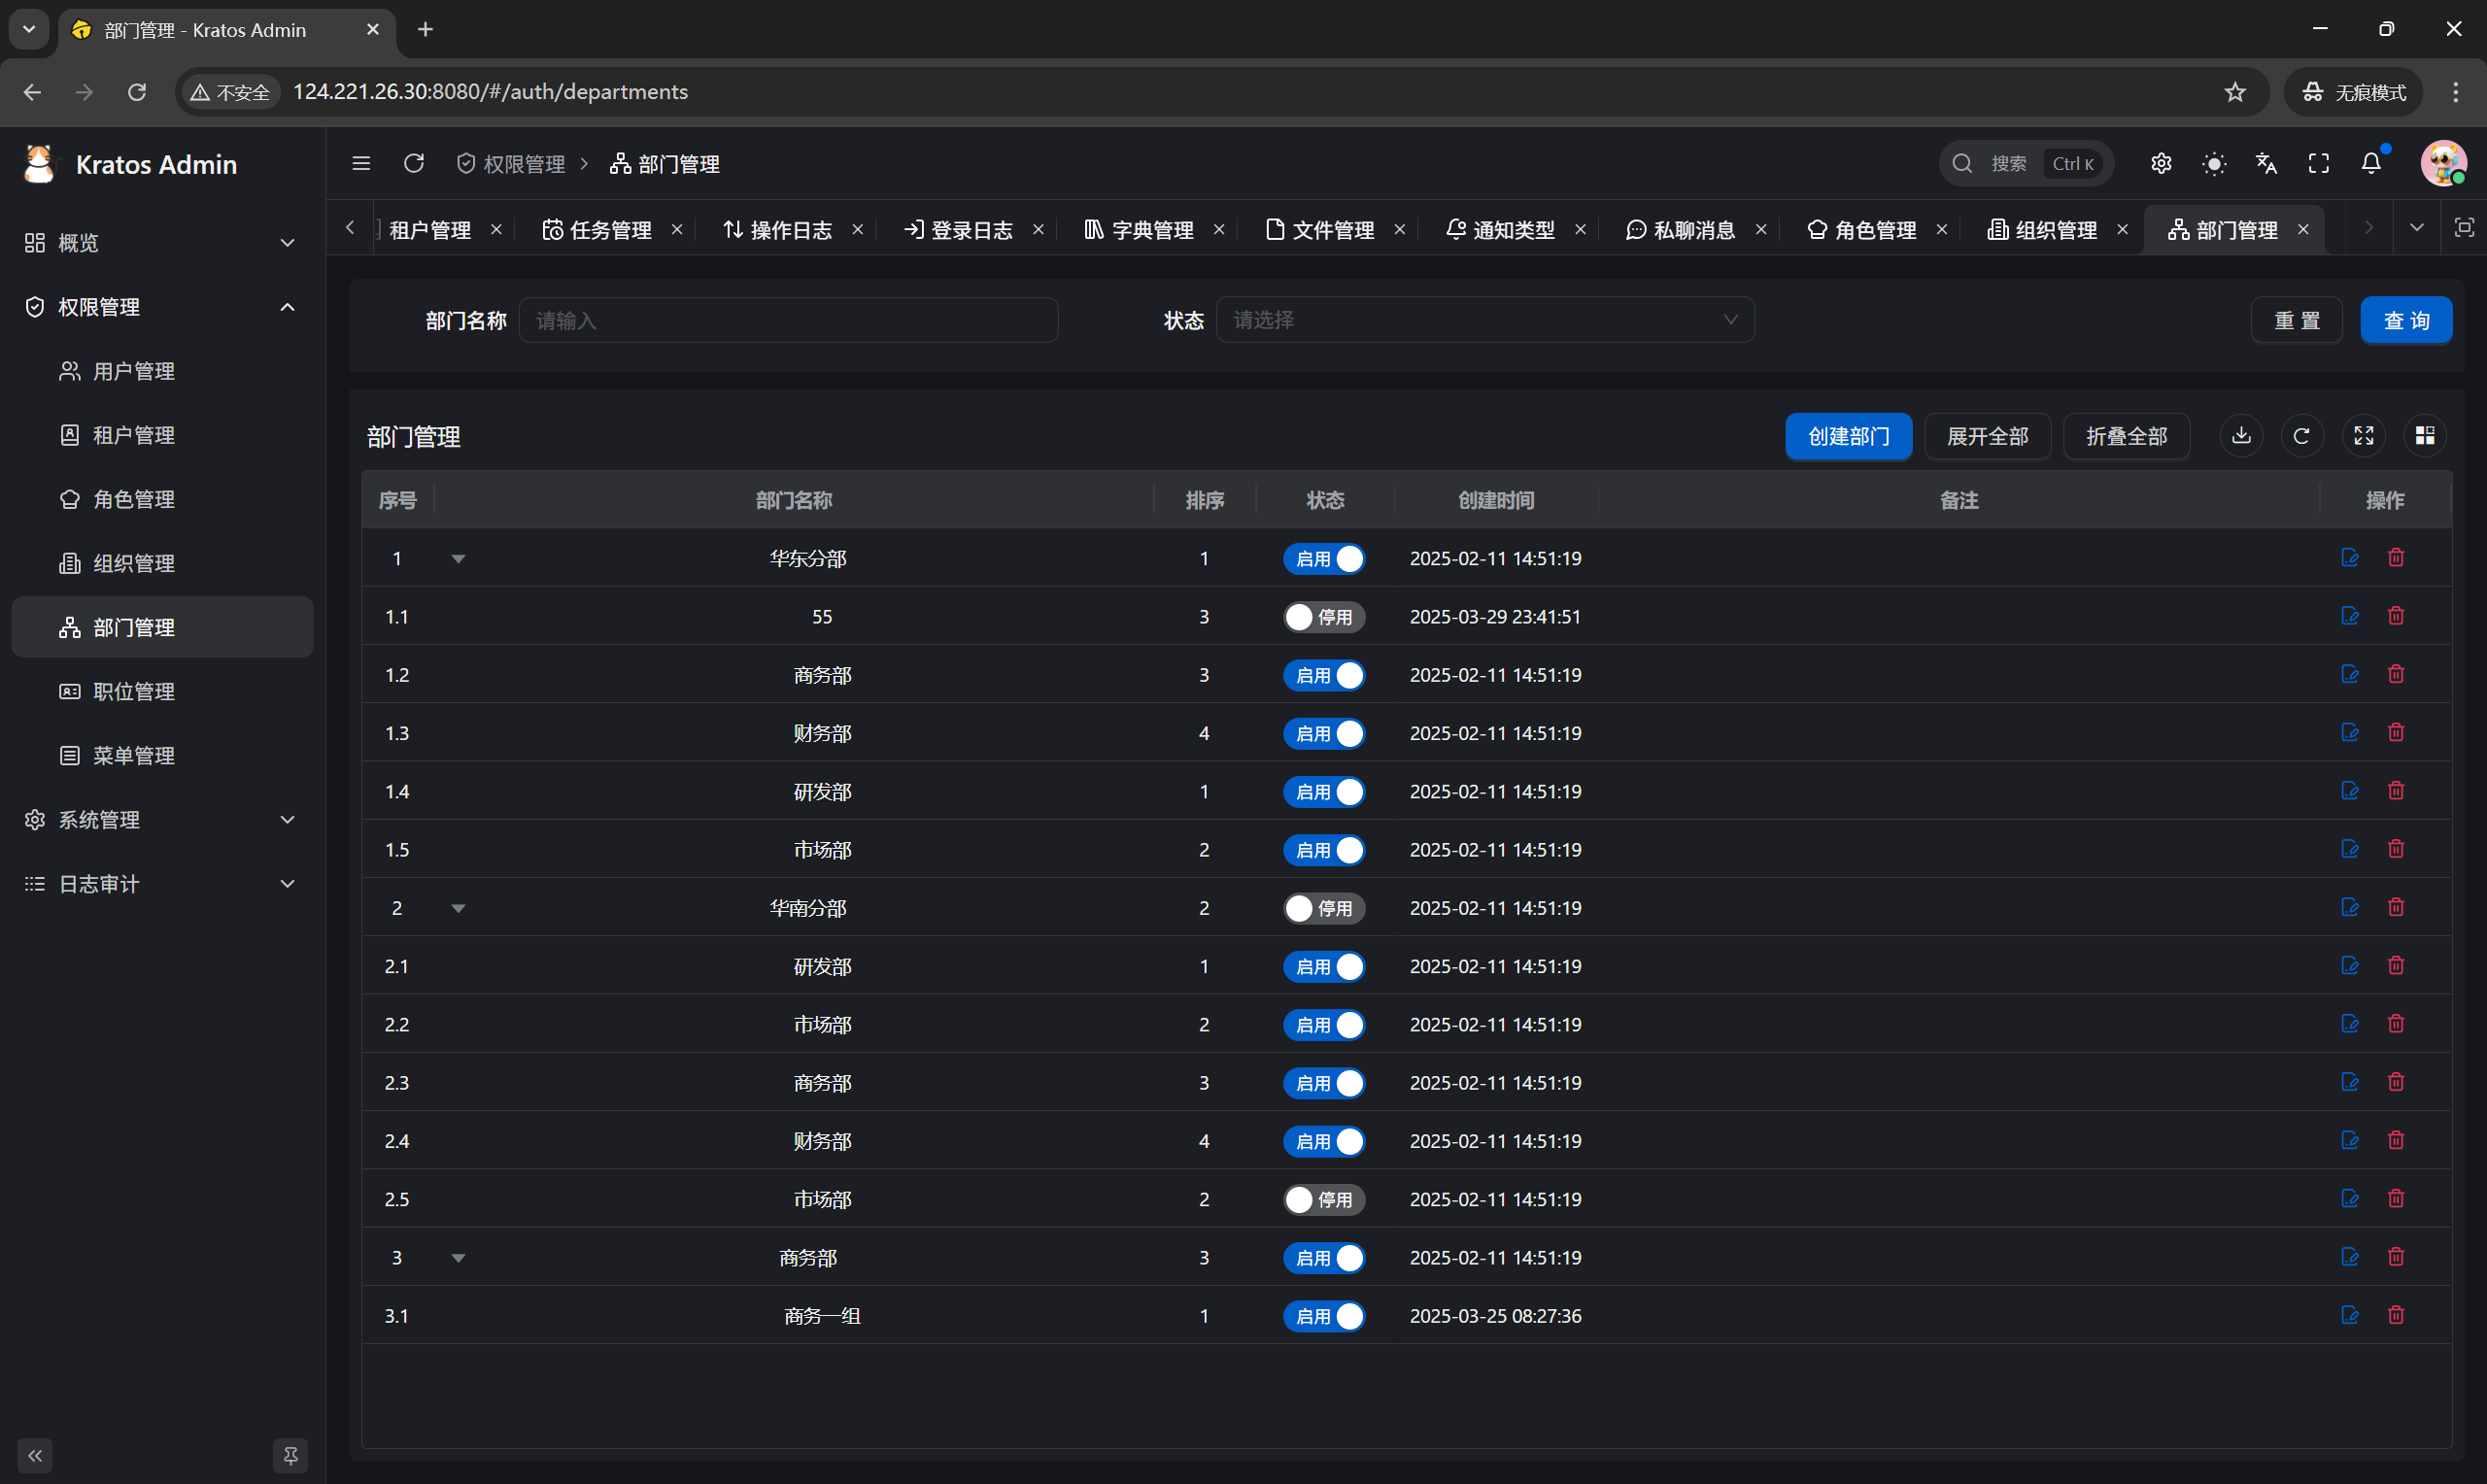 部门管理 - Kratos Admin
不安全 124.221.26.30:8080/#/auth/departments 无痕模式
Kratos Admin
权限管理 部门管理 搜索 Ctrl K
租户管理 任务管理 操作日志 登录日志 字典管理 文件管理 通知类型 私聊消息 角色管理 组织管理 部门管理
概览
权限管理
用户管理
租户管理
角色管理
组织管理
部门管理
职位管理
菜单管理
系统管理
日志审计
部门名称 请输入 状态 请选择 重 置 查 询
部门管理 创建部门 展开全部 折叠全部
序号 部门名称 排序 状态 创建时间 备注 操作
1 华东分部 1 启用 2025-02-11 14:51:19
1.1 55 3 停用 2025-03-29 23:41:51
1.2 商务部 3 启用 2025-02-11 14:51:19
1.3 财务部 4 启用 2025-02-11 14:51:19
1.4 研发部 1 启用 2025-02-11 14:51:19
1.5 市场部 2 启用 2025-02-11 14:51:19
2 华南分部 2 停用 2025-02-11 14:51:19
2.1 研发部 1 启用 2025-02-11 14:51:19
2.2 市场部 2 启用 2025-02-11 14:51:19
2.3 商务部 3 启用 2025-02-11 14:51:19
2.4 财务部 4 启用 2025-02-11 14:51:19
2.5 市场部 2 停用 2025-02-11 14:51:19
3 商务部 3 启用 2025-02-11 14:51:19
3.1 商务一组 1 启用 2025-03-25 08:27:36